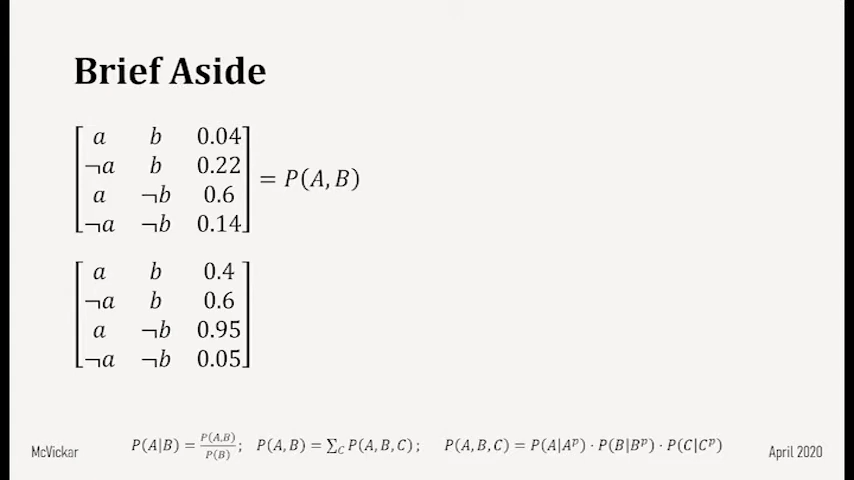 Brief Aside
a b 0.04
¬a b 0.22
a ¬b 0.6
¬a ¬b 0.14
= P(A, B)
a b 0.4
¬a b 0.6
a ¬b 0.95
¬a ¬b 0.05
McVickar
P(A|B) = P(A,B)/P(B); P(A, B) = ∑_C P(A, B, C); P(A, B, C) = P(A|A^p) · P(B|B^p) · P(C|C^p)
April 2020